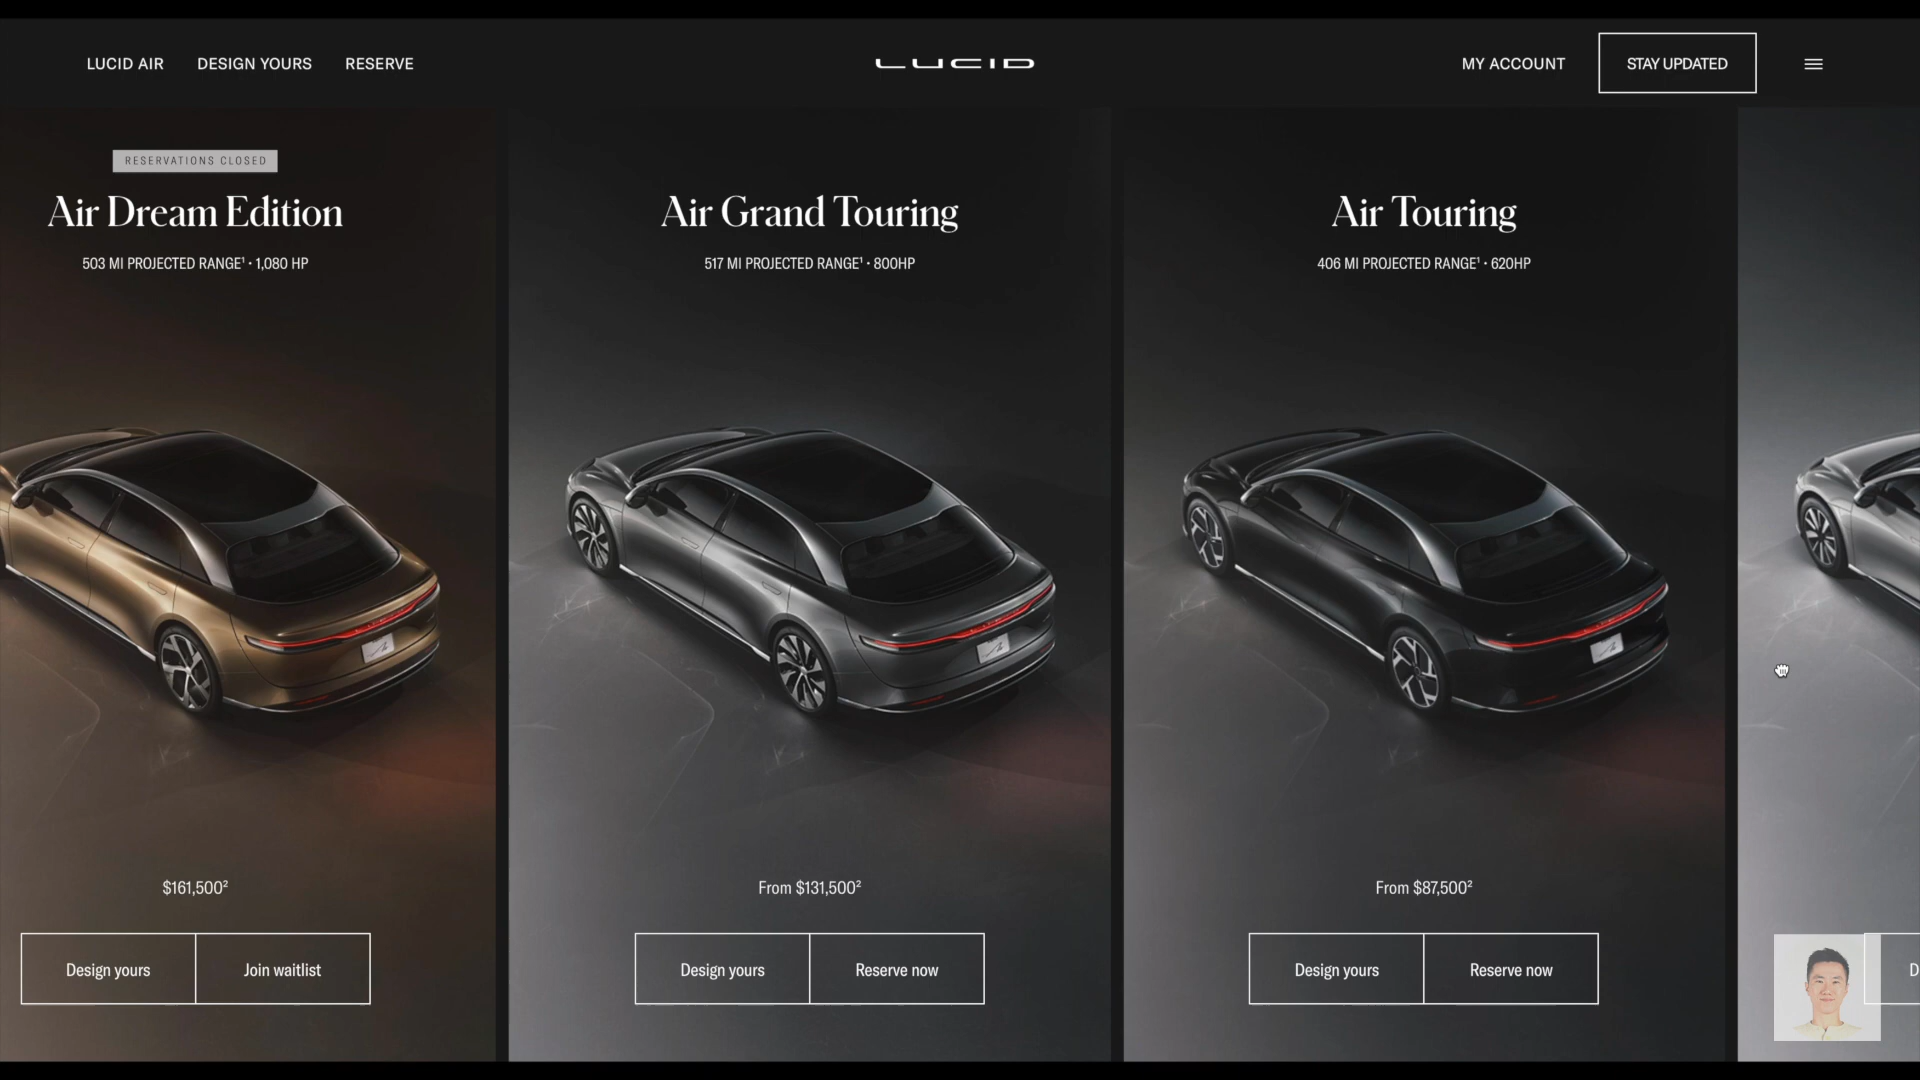 LUCID AIR DESIGN YOURS RESERVE LUCID MY ACCOUNT STAY UPDATED
RESERVATIONS CLOSED
Air Dream Edition
503 MI PROJECTED RANGE¹ • 1,080 HP
$161,500²
Design yours Join waitlist
Air Grand Touring
517 MI PROJECTED RANGE¹ • 800HP
From $131,500²
Design yours Reserve now
Air Touring
406 MI PROJECTED RANGE¹ • 620HP
From $87,500²
Design yours Reserve now